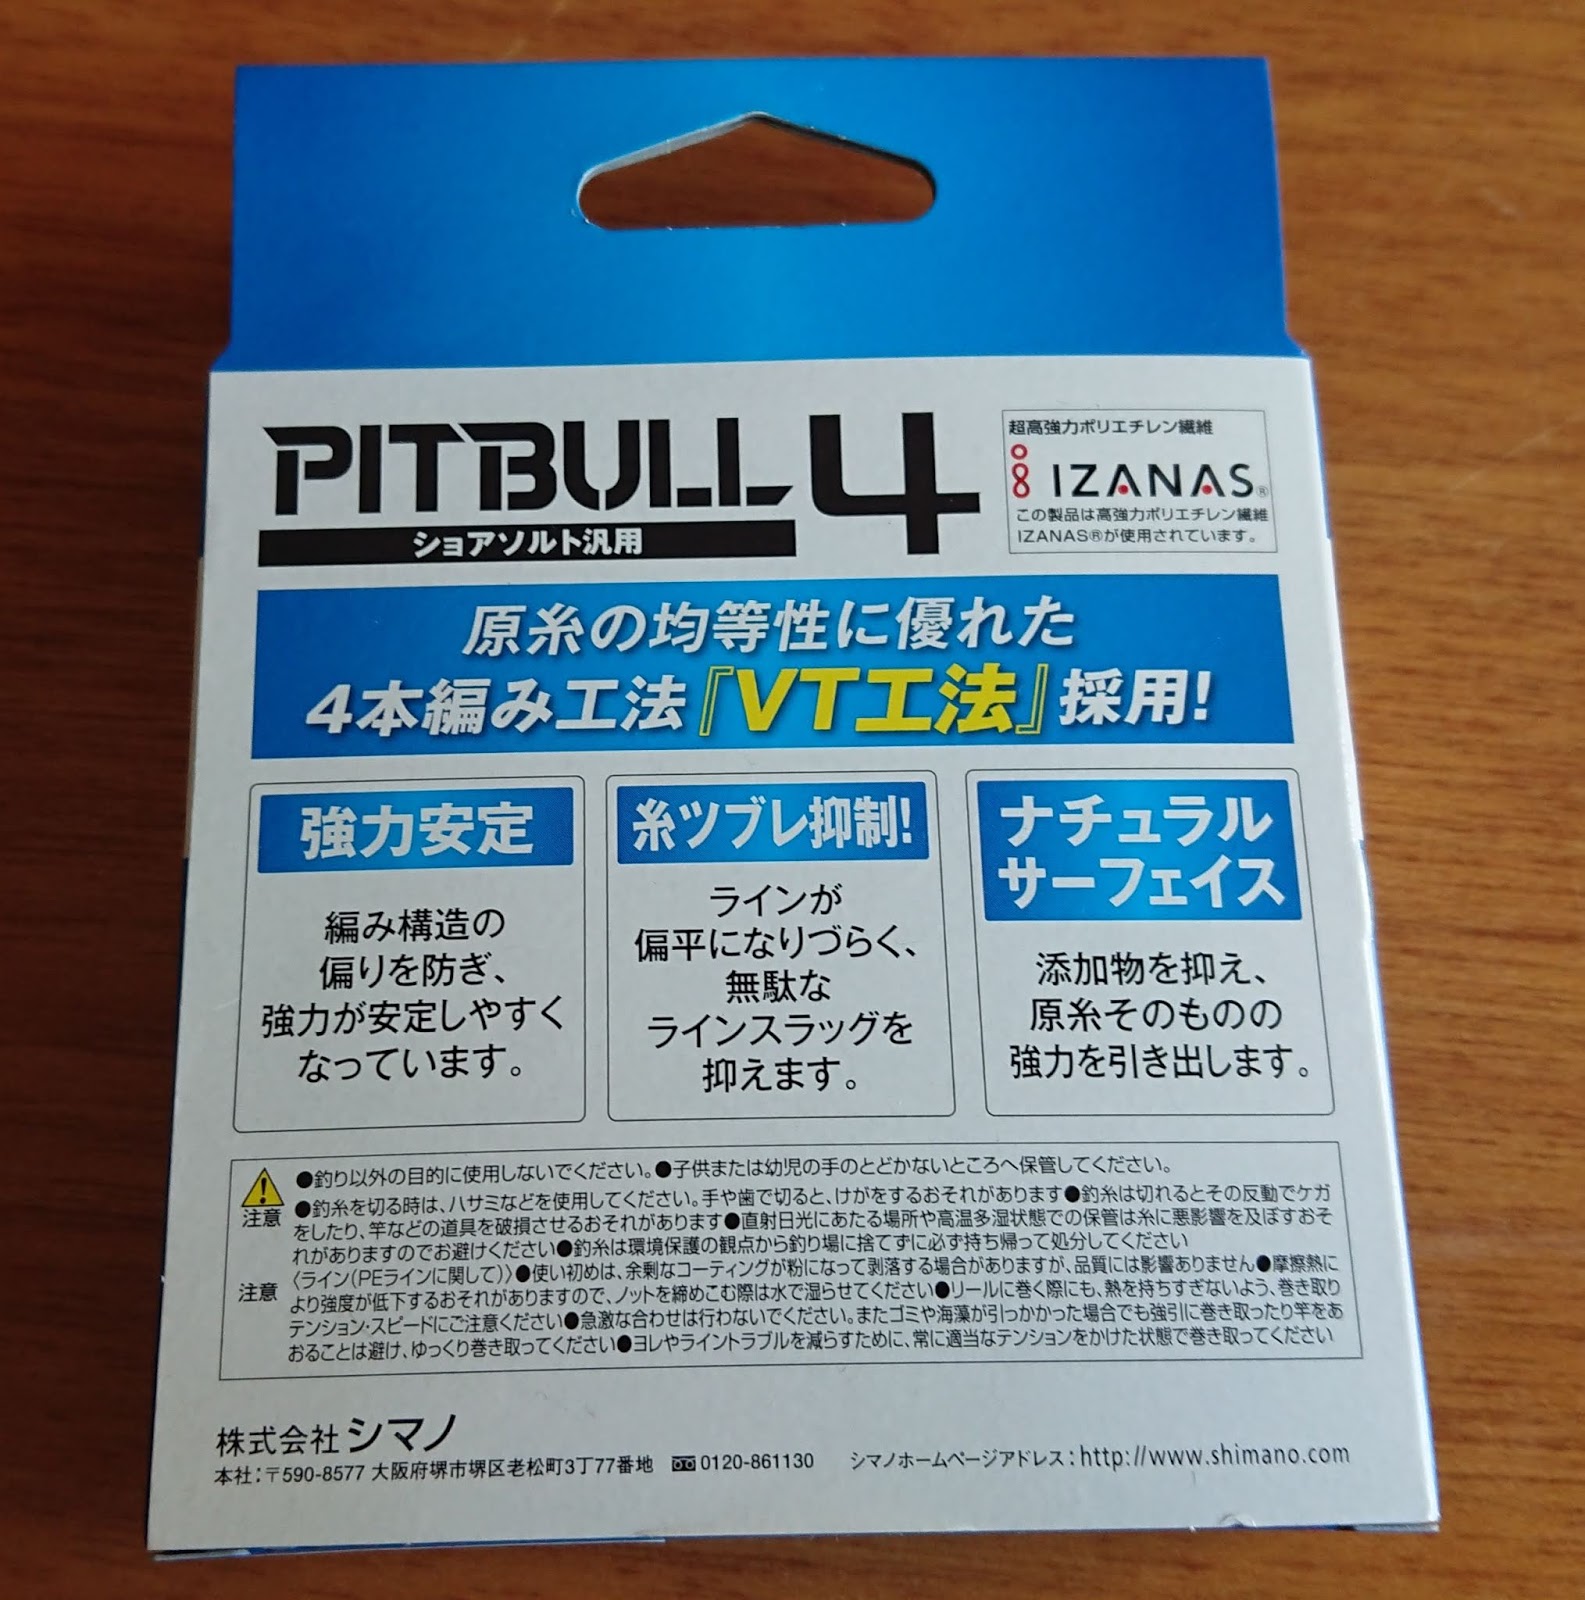 PITBULL 4
ショアソルト汎用
超高強力ポリエチレン繊維
IZANAS®
この製品は高強力ポリエチレン繊維
IZANAS®が使用されています。
原糸の均等性に優れた
4本編み工法『VT工法』採用!
強力安定
編み構造の
偏りを防ぎ、
強力が安定しやすく
なっています。
糸ツブレ抑制!
ラインが
偏平になりづらく、
無駄な
ラインスラッグを
抑えます。
ナチュラル
サーフェイス
添加物を抑え、
原糸そのものの
強力を引き出します。
注意
●釣り以外の目的に使用しないでください。●子供または幼児の手のとどかないところへ保管してください。
●釣糸を切る時は、ハサミなどを使用してください。手や歯で切ると、けがをするおそれがあります●釣糸は切れるとその反動でケガ
をしたり、竿などの道具を破損させるおそれがあります●直射日光にあたる場所や高温多湿状態での保管は糸に悪影響を及ぼすおそ
れがありますのでお避けください●釣糸は環境保護の観点から釣り場に捨てずに必ず持ち帰って処分してください
注意
〈ライン(PEラインに関して)〉●使い初めは、余剰なコーティングが粉になって剥落する場合がありますが、品質には影響ありません●摩擦熱に
より強度が低下するおそれがありますので、ノットを締めこむ際は水で湿らせてください●リールに巻く際にも、熱を持ちすぎないよう、巻き取り
テンション・スピードにご注意ください●急激な合わせは行わないでください。またゴミや海藻が引っかかった場合でも強引に巻き取ったり竿をあ
おることは避け、ゆっくり巻き取ってください●ヨレやライントラブルを減らすために、常に適当なテンションをかけた状態で巻き取ってください
株式会社シマノ
本社:〒590-8577 大阪府堺市堺区老松町3丁77番地 0120-861130 シマノホームページアドレス:http://www.shimano.com